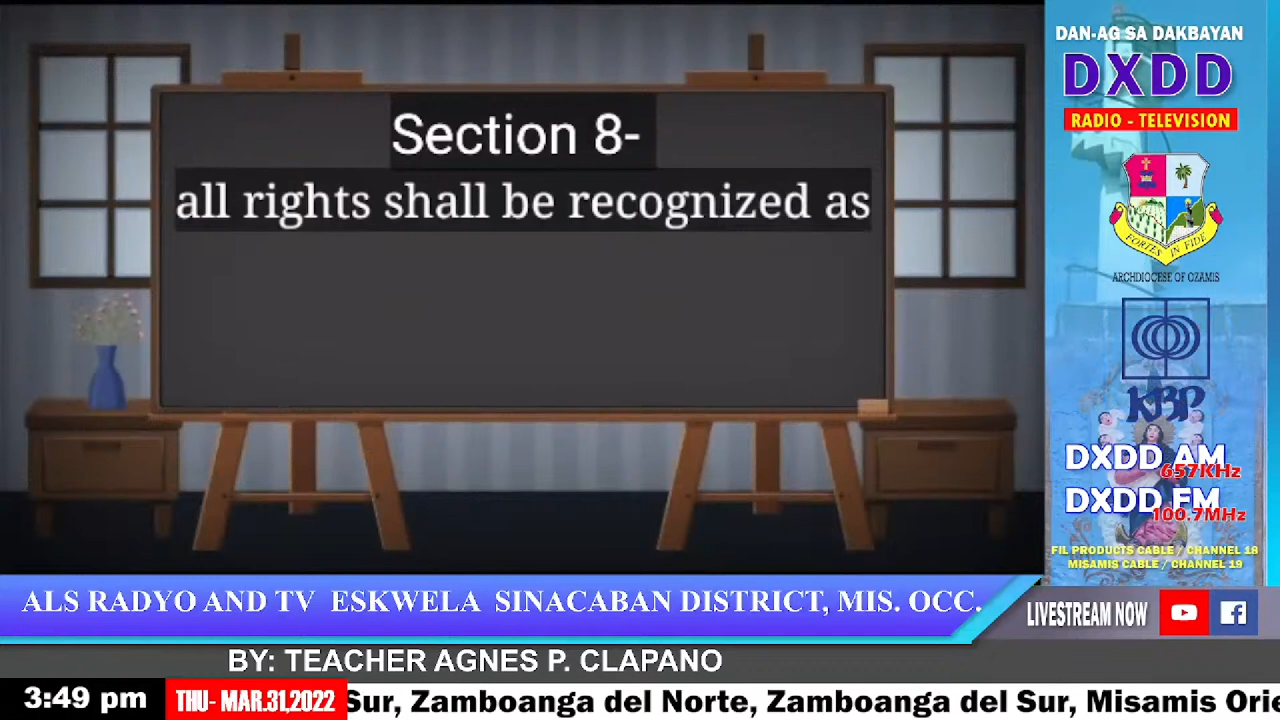 Section 8-
all rights shall be recognized as
DAN-AG SA DAKBAYAN
DXDD
RADIO - TELEVISION
FORTES IN FIDE
ARCHDIOCESE OF OZAMIS
KBP
DXDD AM
657KHz
DXDD FM
100.7MHz
FIL PRODUCTS CABLE / CHANNEL 18
MISAMIS CABLE / CHANNEL 19
ALS RADYO AND TV ESKWELA SINACABAN DISTRICT, MIS. OCC.
LIVESTREAM NOW
BY: TEACHER AGNES P. CLAPANO
3:49 pm
THU- MAR.31,2022
Sur, Zamboanga del Norte, Zamboanga del Sur, Misamis Orie